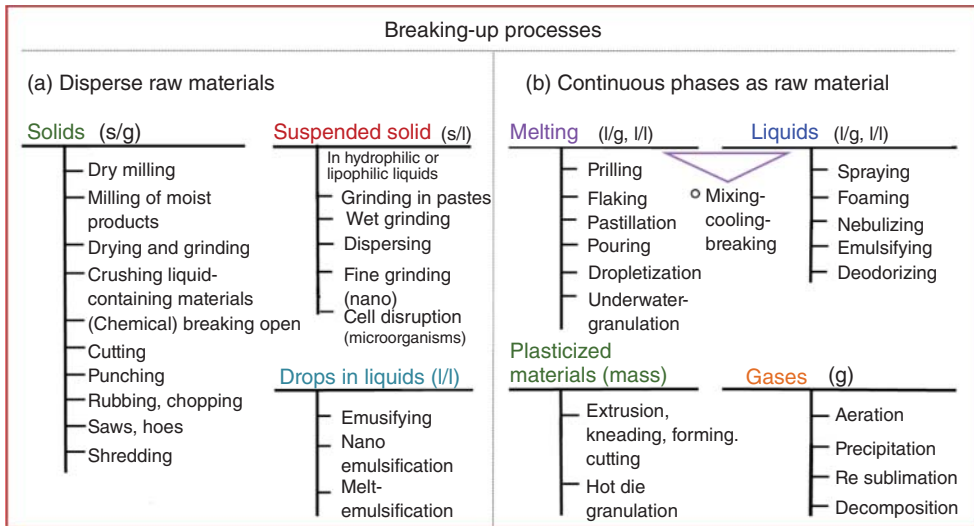 Breaking-up processes
(a) Disperse raw materials
Solids (s/g)
Dry milling
Milling of moist
products
Drying and grinding
Crushing liquid-
containing materials
(Chemical) breaking open
Cutting
Punching
Rubbing, chopping
Saws, hoes
Shredding
Suspended solid (s/l)
In hydrophilic or
lipophilic liquids
Grinding in pastes
Wet grinding
Dispersing
Fine grinding
(nano)
Cell disruption
(microorganisms)
Drops in liquids (l/l)
Emusifying
Nano
emulsification
Melt-
emulsification
(b) Continuous phases as raw material
Melting (l/g, l/l)
Prilling
Flaking
Pastillation
Pouring
Dropletization
Underwater-
granulation
Mixing-
cooling-
breaking
Liquids (l/g, l/l)
Spraying
Foaming
Nebulizing
Emulsifying
Deodorizing
Plasticized
materials (mass)
Extrusion,
kneading, forming.
cutting
Hot die
granulation
Gases (g)
Aeration
Precipitation
Re sublimation
Decomposition